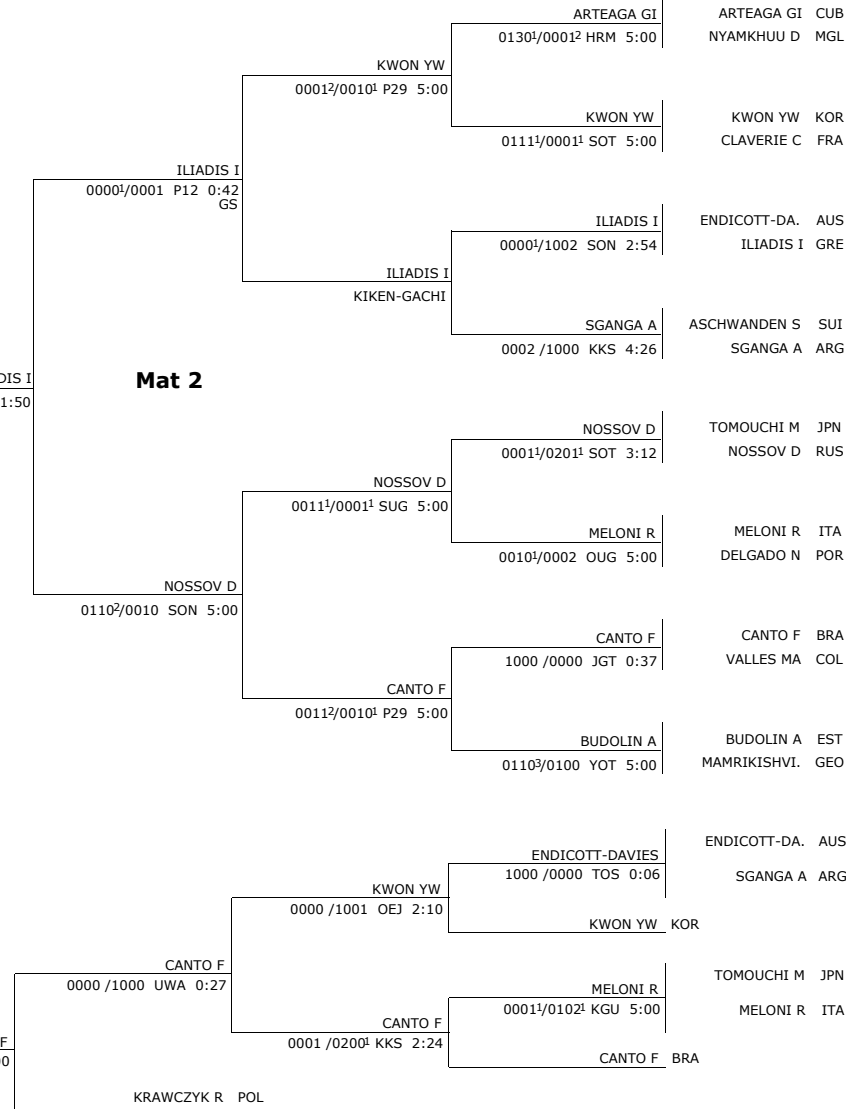 ARTEAGA GI ARTEAGA GI CUB
0130¹/0001² HRM 5:00 NYAMKHUU D MGL
KWON YW
0001²/0010¹ P29 5:00
KWON YW KWON YW KOR
0111¹/0001¹ SOT 5:00 CLAVERIE C FRA
ILIADIS I
0000¹/0001 P12 0:42
GS
ILIADIS I ENDICOTT-DA. AUS
0000¹/1002 SON 2:54 ILIADIS I GRE
ILIADIS I
KIKEN-GACHI
SGANGA A ASCHWANDEN S SUI
0002 /1000 KKS 4:26 SGANGA A ARG
DIS I
Mat 2
1:50
NOSSOV D TOMOUCHI M JPN
0001¹/0201¹ SOT 3:12 NOSSOV D RUS
NOSSOV D
0011¹/0001¹ SUG 5:00
MELONI R MELONI R ITA
0010¹/0002 OUG 5:00 DELGADO N POR
NOSSOV D
0110²/0010 SON 5:00
CANTO F CANTO F BRA
1000 /0000 JGT 0:37 VALLES MA COL
CANTO F
0011²/0010¹ P29 5:00
BUDOLIN A BUDOLIN A EST
0110³/0100 YOT 5:00 MAMRIKISHVI. GEO
ENDICOTT-DA. AUS
ENDICOTT-DAVIES
1000 /0000 TOS 0:06 SGANGA A ARG
KWON YW
0000 /1001 OEJ 2:10
KWON YW KOR
CANTO F
0000 /1000 UWA 0:27
TOMOUCHI M JPN
MELONI R
0001¹/0102¹ KGU 5:00 MELONI R ITA
CANTO F
0001 /0200¹ KKS 2:24
F
CANTO F BRA
KRAWCZYK R POL